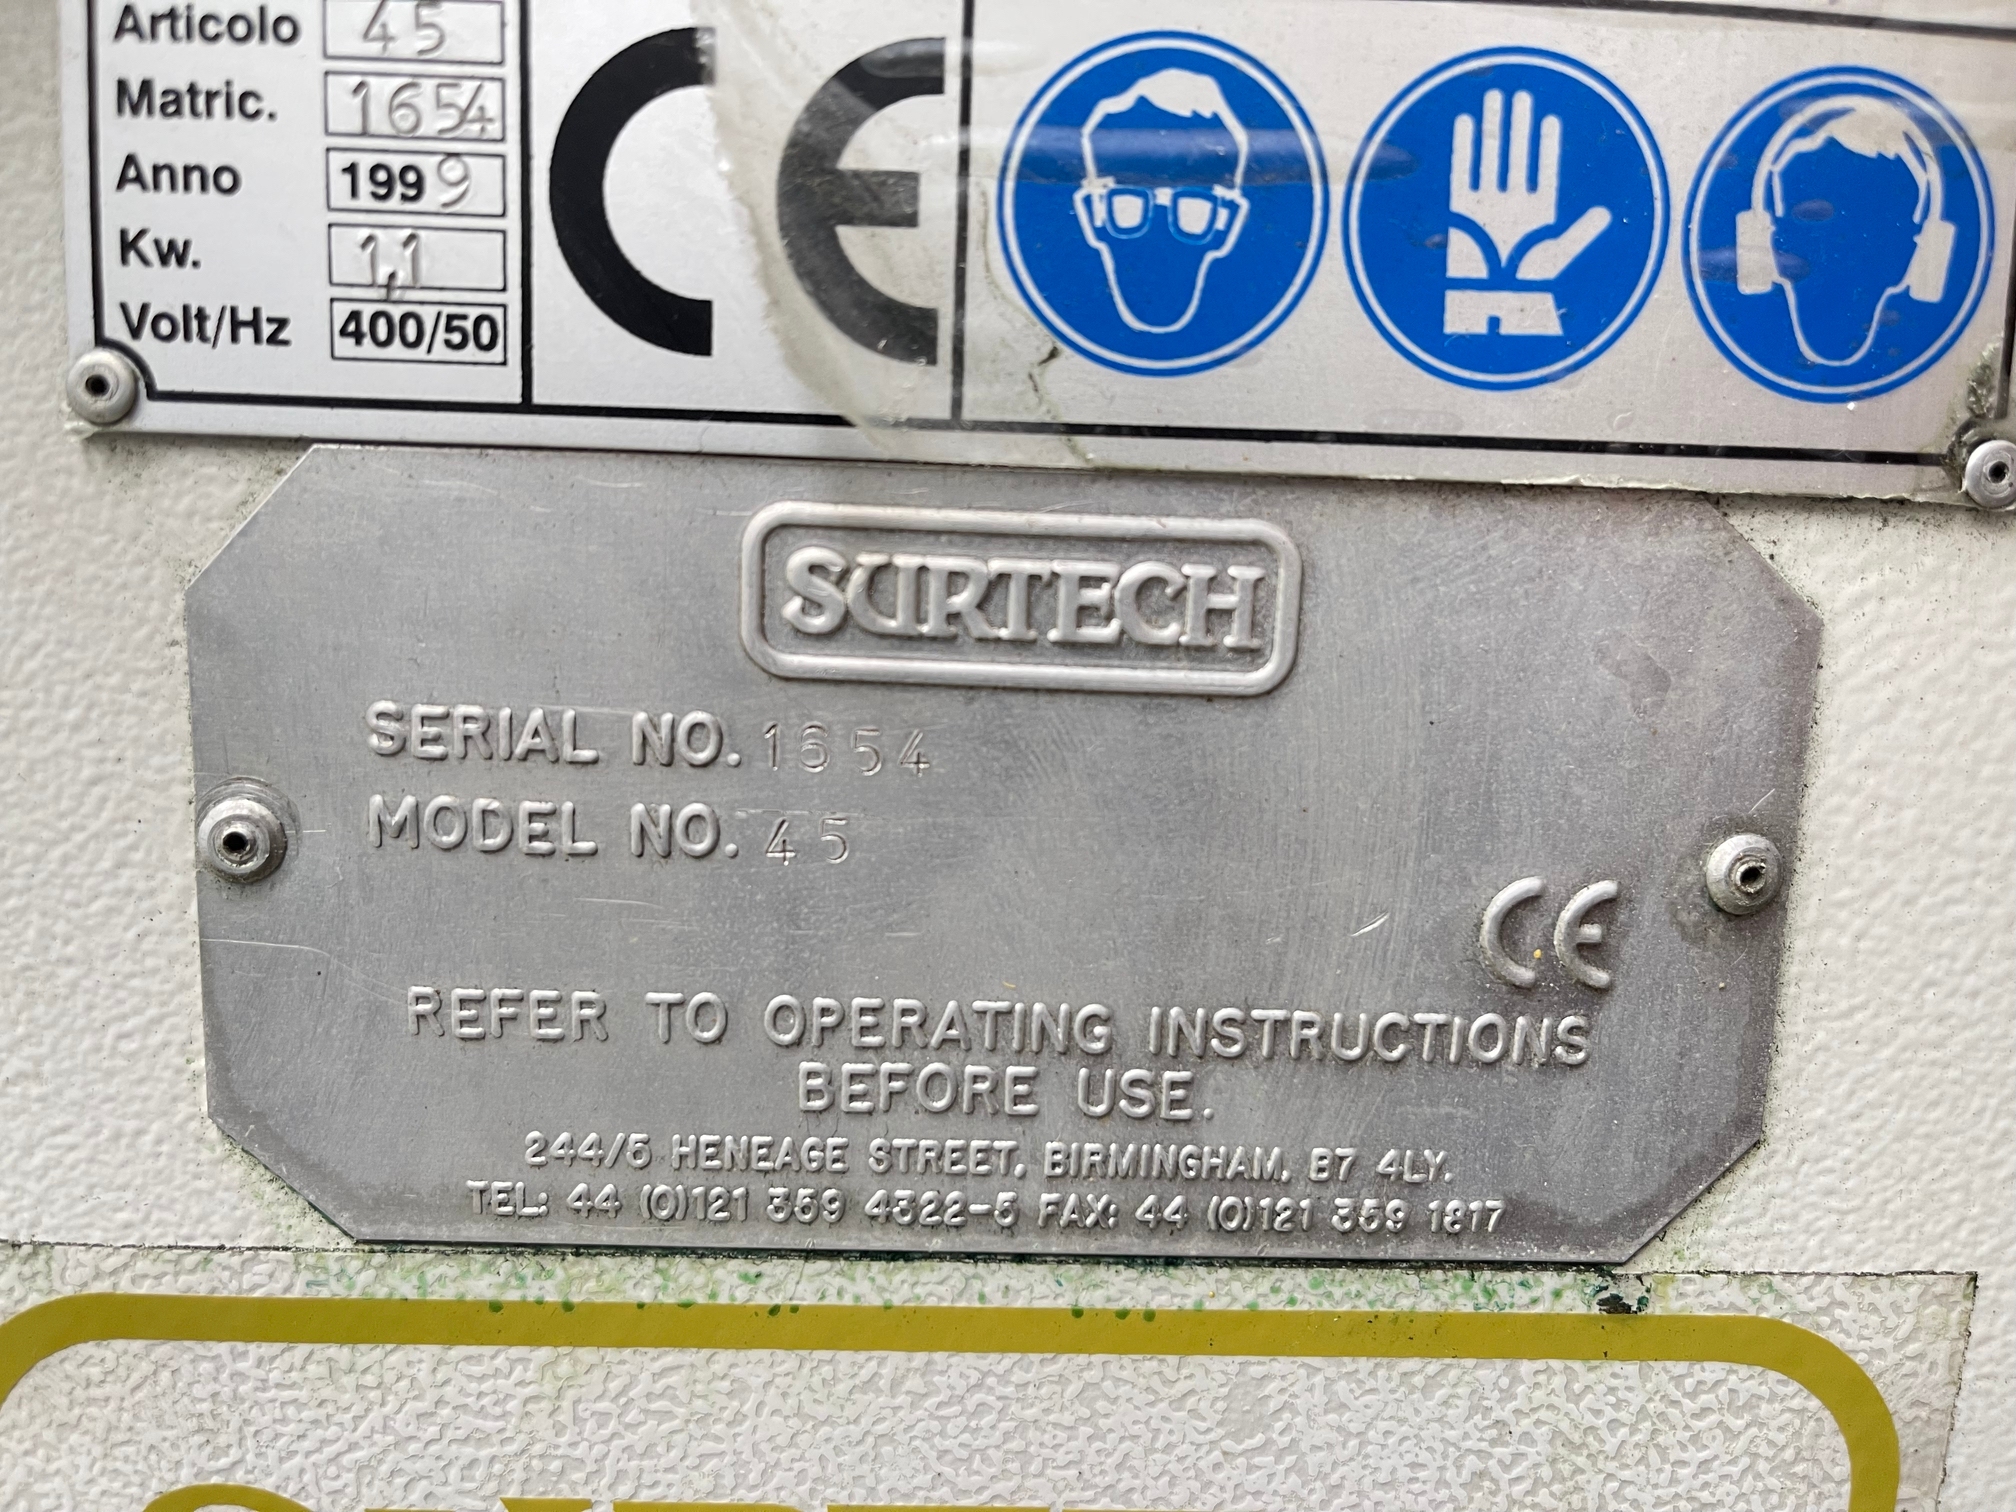 Articolo 45
Matric. 1654
Anno 1999
Kw. 1,1
Volt/Hz 400/50
CE
SURTECH
SERIAL NO. 1654
MODEL NO. 45
CE
REFER TO OPERATING INSTRUCTIONS
BEFORE USE.
244/5 HENEAGE STREET, BIRMINGHAM, B7 4LY.
TEL: 44 (0)121 359 4322-5 FAX: 44 (0)121 359 1817